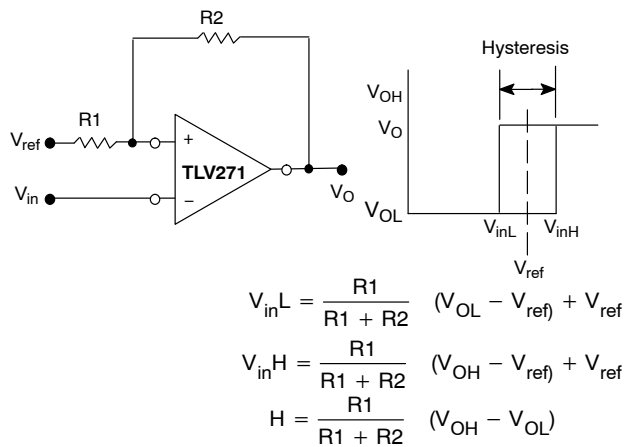 R2
Hysteresis
R1
V_OH
V_ref
+
TLV271
V_O
V_in
−
V_O
V_OL
V_inL
V_inH
V_ref
V_inL = R1 / (R1 + R2) (V_OL − V_ref) + V_ref
V_inH = R1 / (R1 + R2) (V_OH − V_ref) + V_ref
H = R1 / (R1 + R2) (V_OH − V_OL)